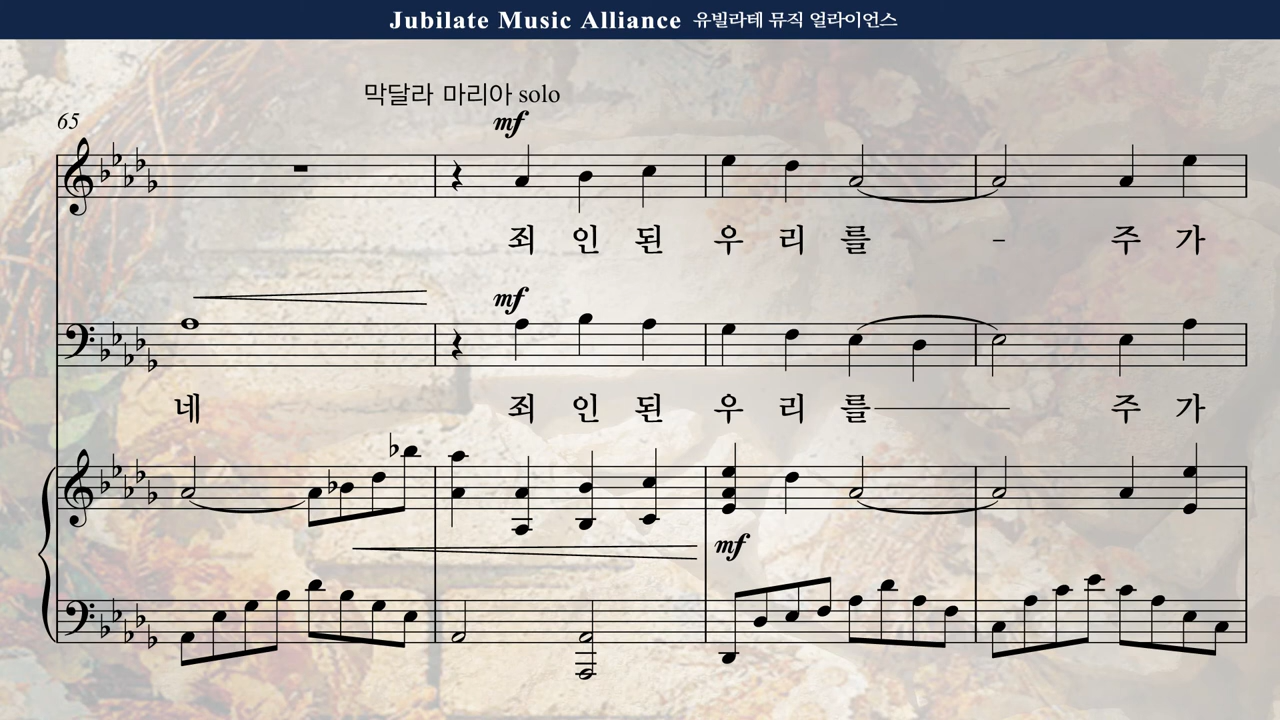 Jubilate Music Alliance 유빌라테 뮤직 얼라이언스
막달라 마리아 solo
65
mf
죄 인 된 우 리 를 - 주 가
mf
네 죄 인 된 우 리 를 주 가
mf